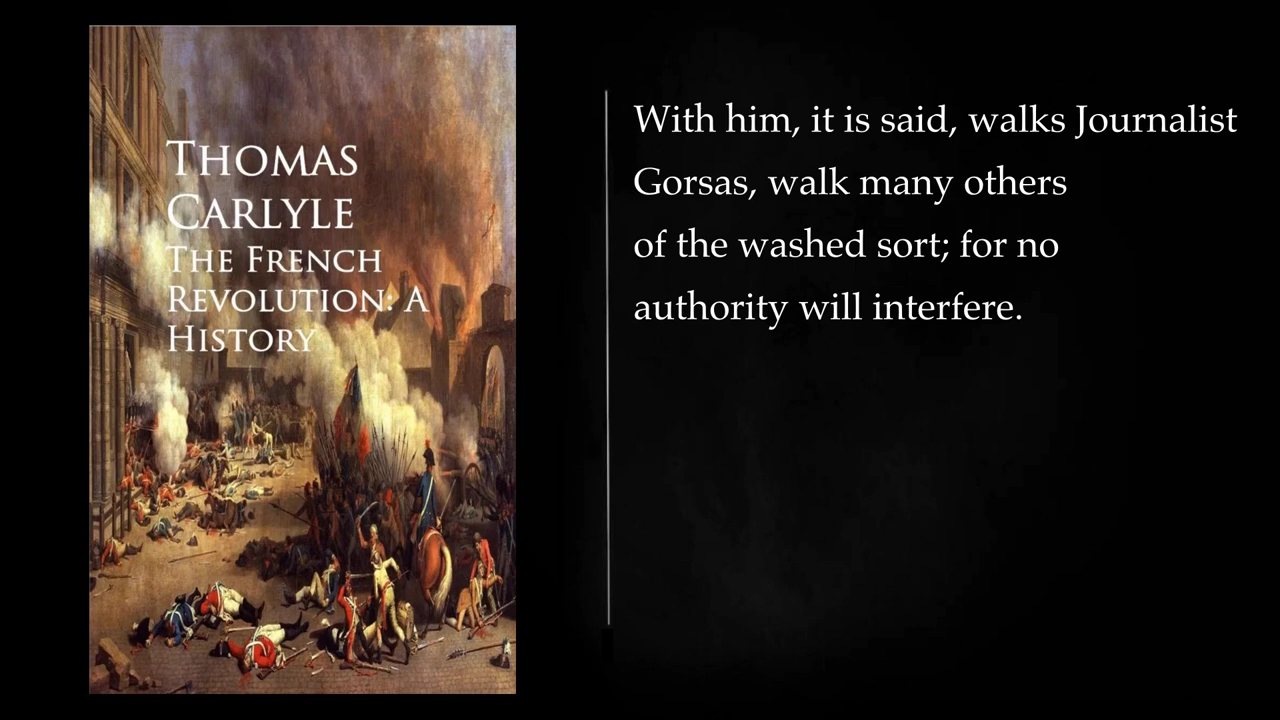 THOMAS
CARLYLE
THE FRENCH
REVOLUTION: A
HISTORY
With him, it is said, walks Journalist
Gorsas, walk many others
of the washed sort; for no
authority will interfere.